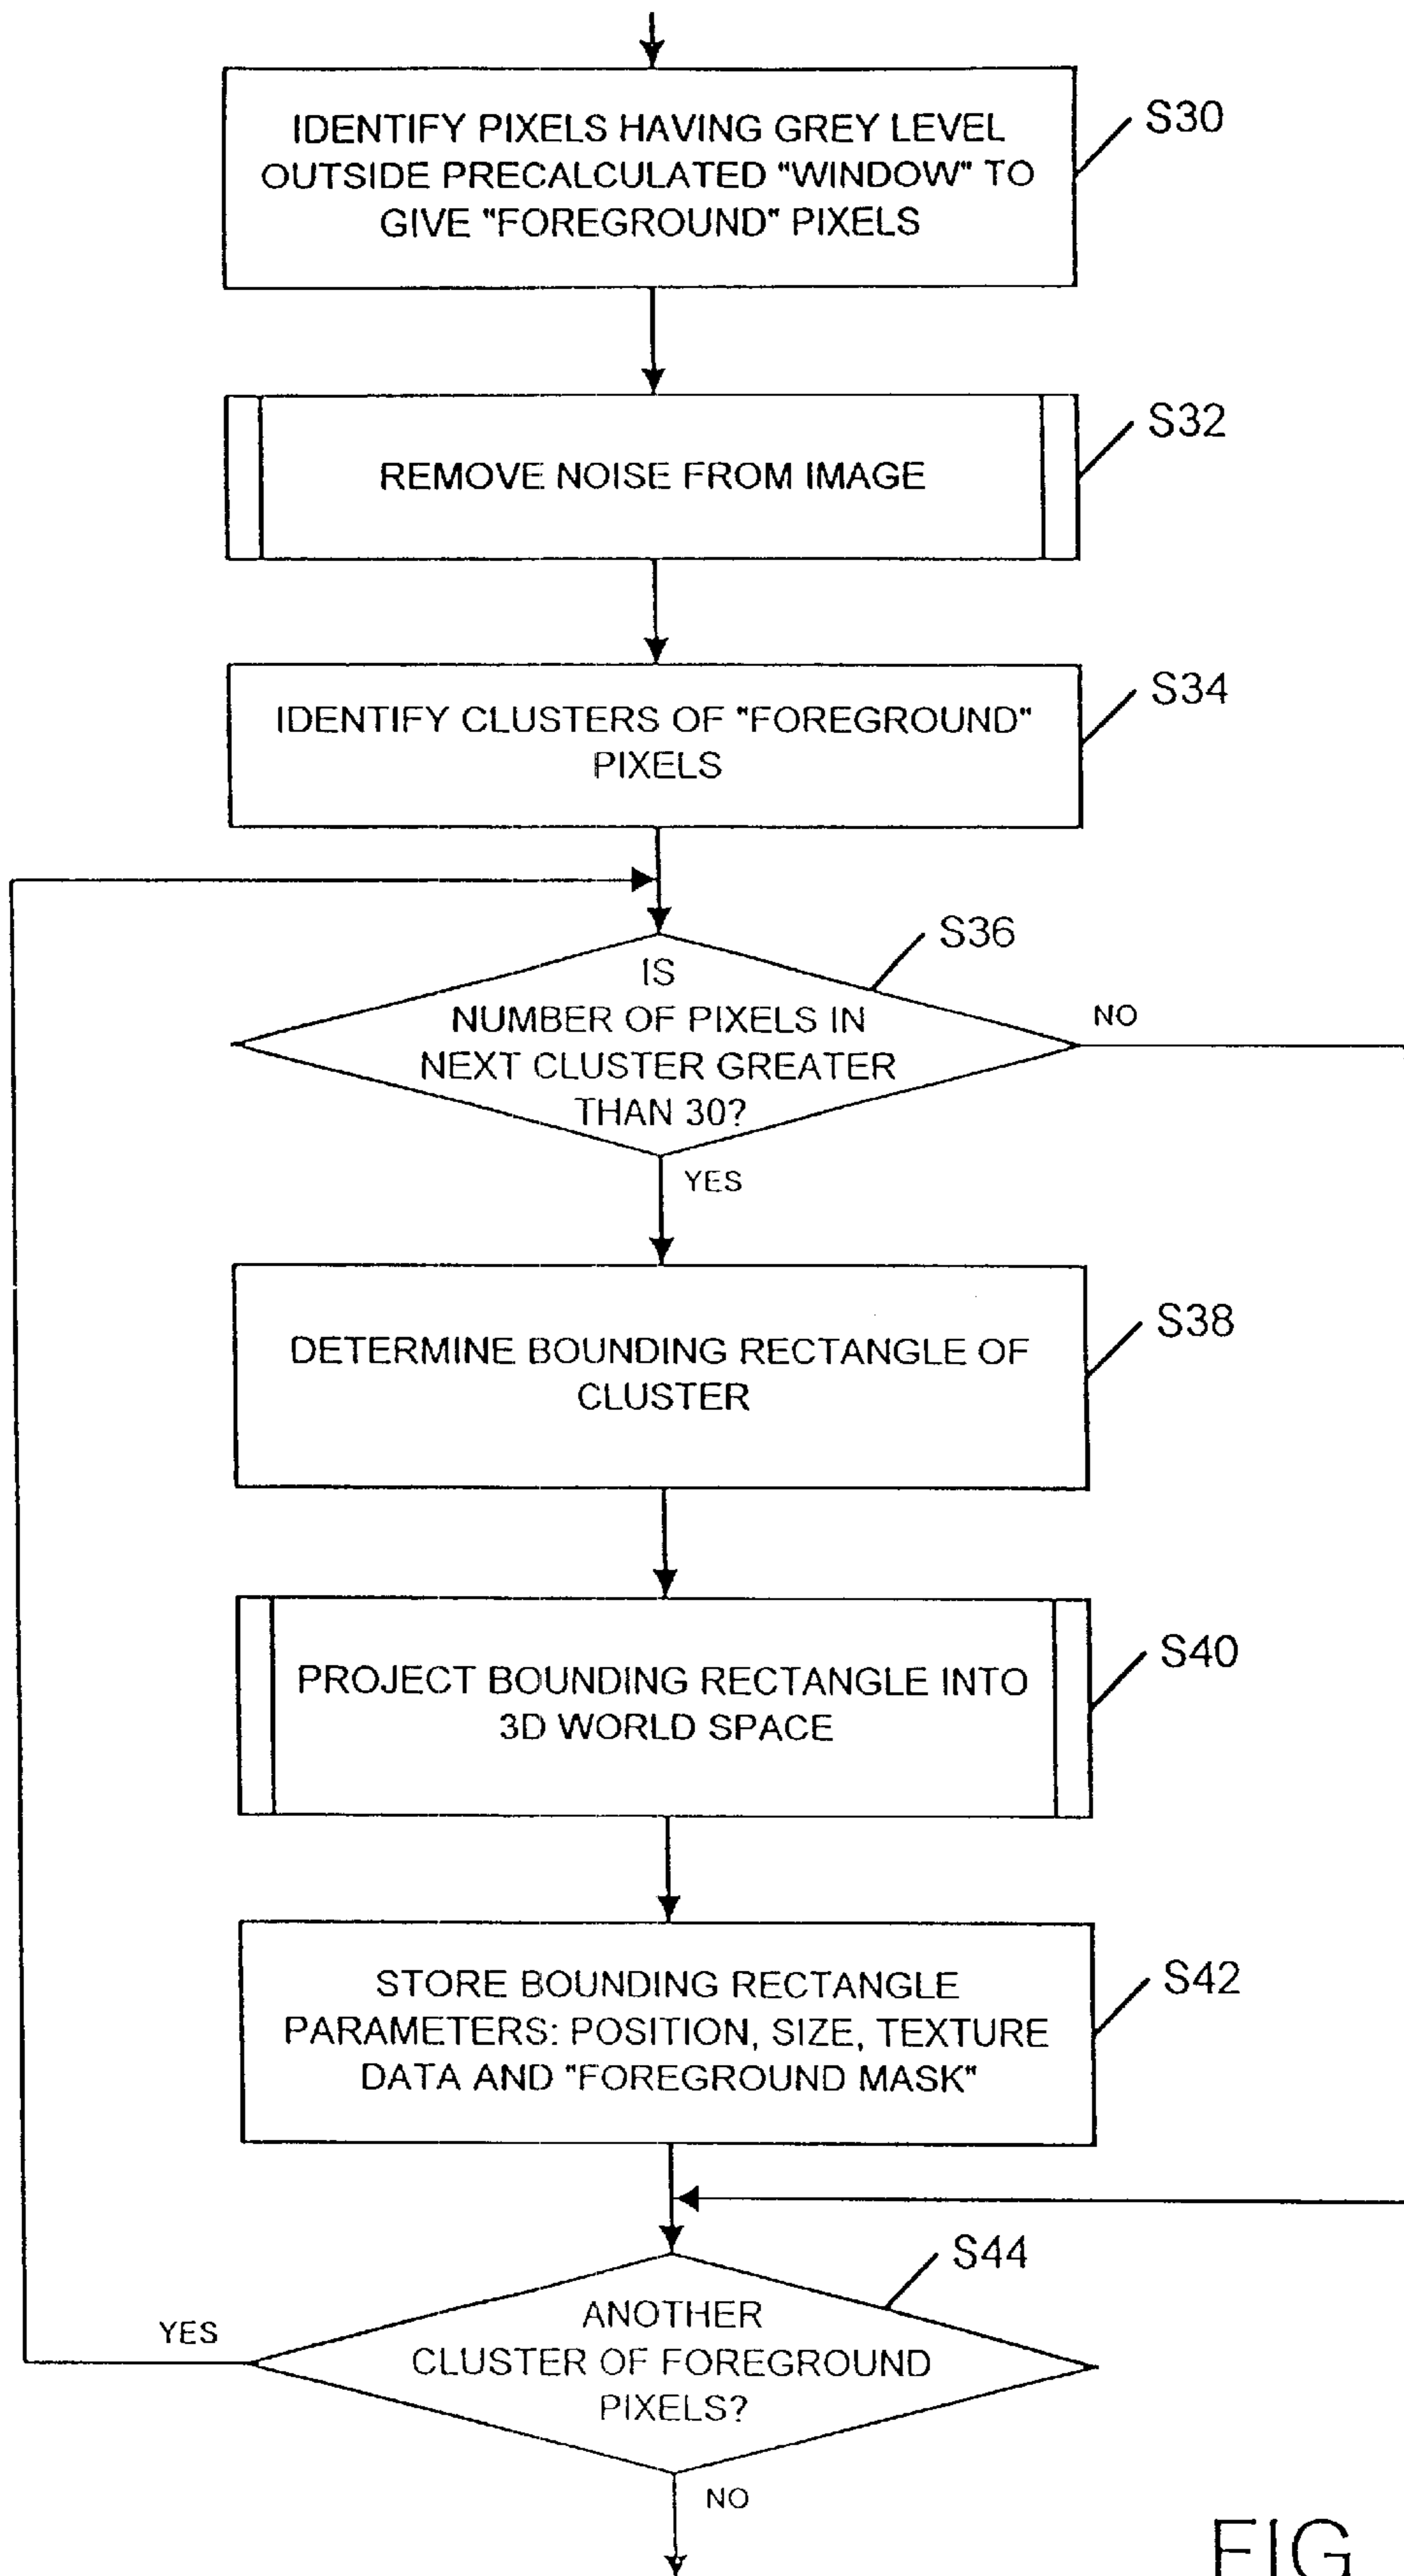 IDENTIFY PIXELS HAVING GREY LEVEL
OUTSIDE PRECALCULATED "WINDOW" TO
GIVE "FOREGROUND" PIXELS
S30
REMOVE NOISE FROM IMAGE
S32
IDENTIFY CLUSTERS OF "FOREGROUND"
PIXELS
S34
IS
NUMBER OF PIXELS IN
NEXT CLUSTER GREATER
THAN 30?
S36
NO
YES
DETERMINE BOUNDING RECTANGLE OF
CLUSTER
S38
PROJECT BOUNDING RECTANGLE INTO
3D WORLD SPACE
S40
STORE BOUNDING RECTANGLE
PARAMETERS: POSITION, SIZE, TEXTURE
DATA AND "FOREGROUND MASK"
S42
ANOTHER
CLUSTER OF FOREGROUND
PIXELS?
S44
YES
NO
FIG